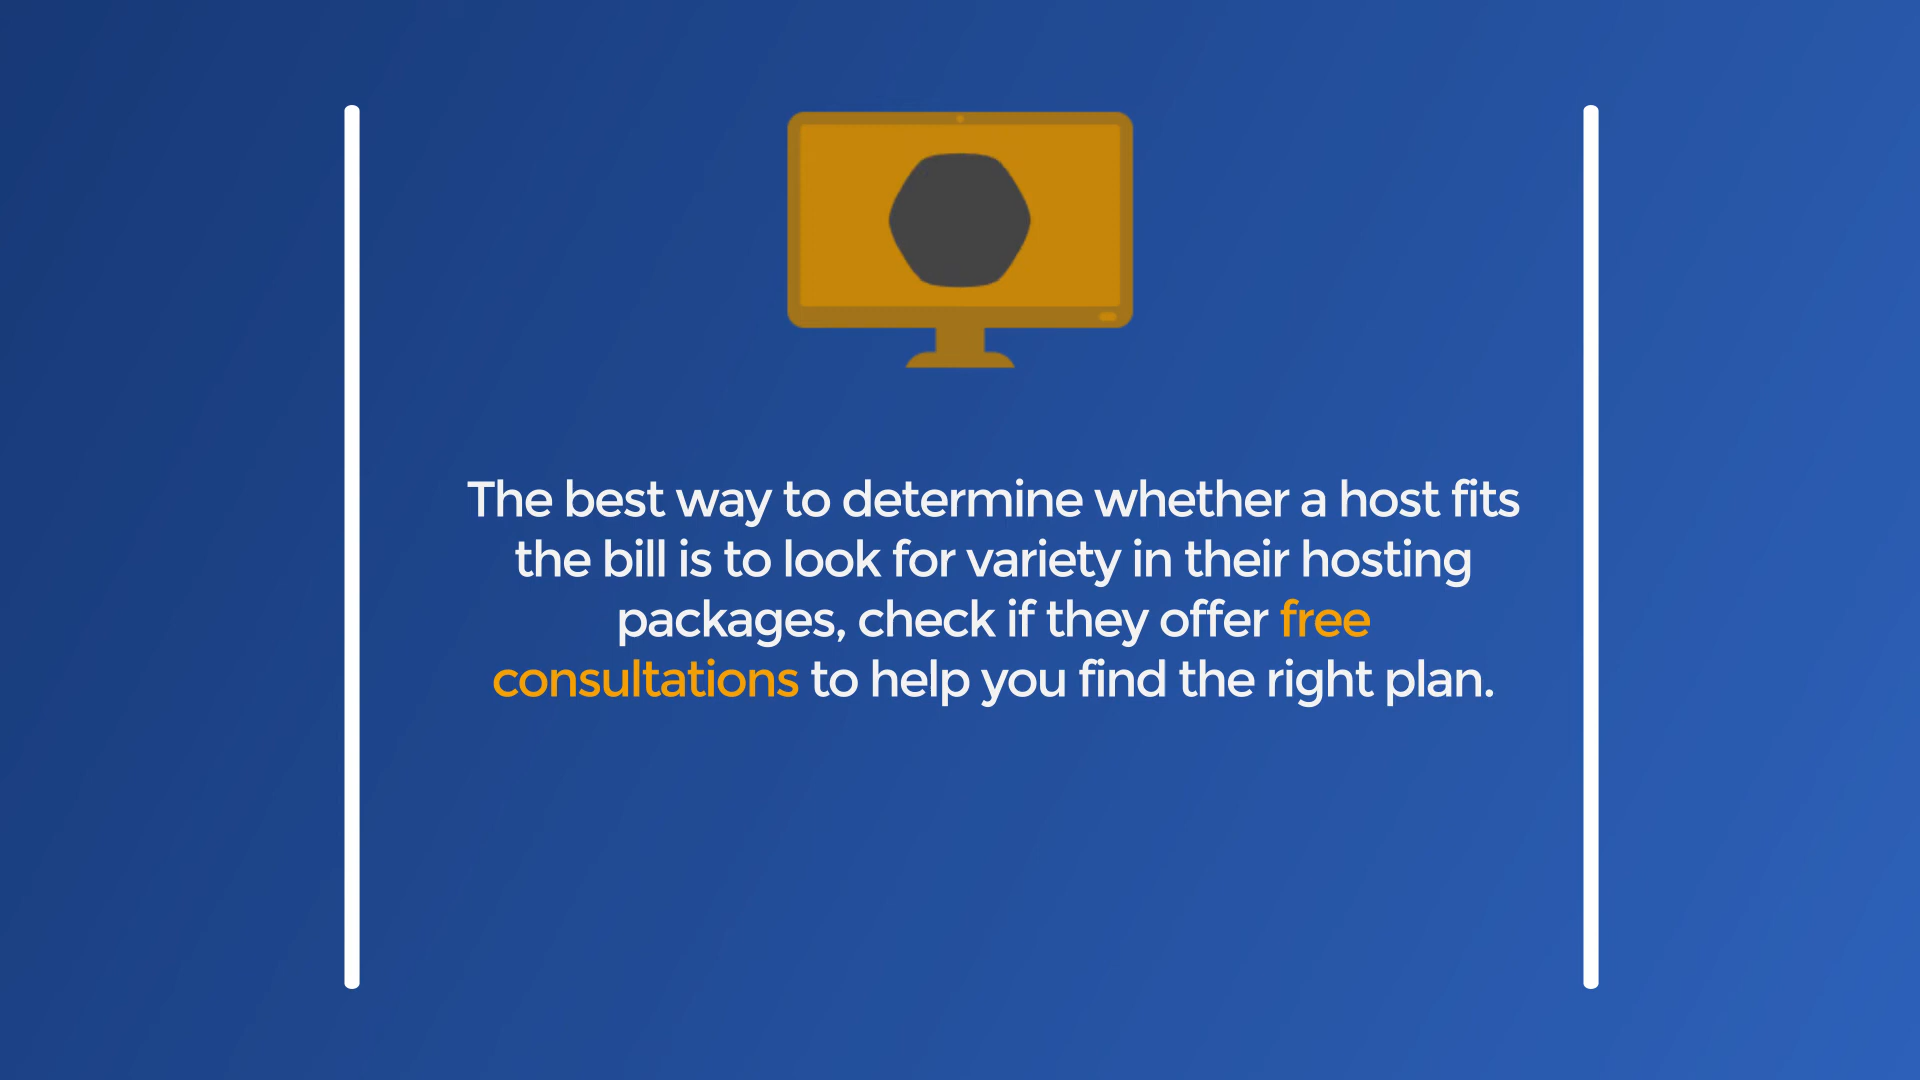 The best way to determine whether a host fits
the bill is to look for variety in their hosting
packages, check if they offer free
consultations to help you find the right plan.